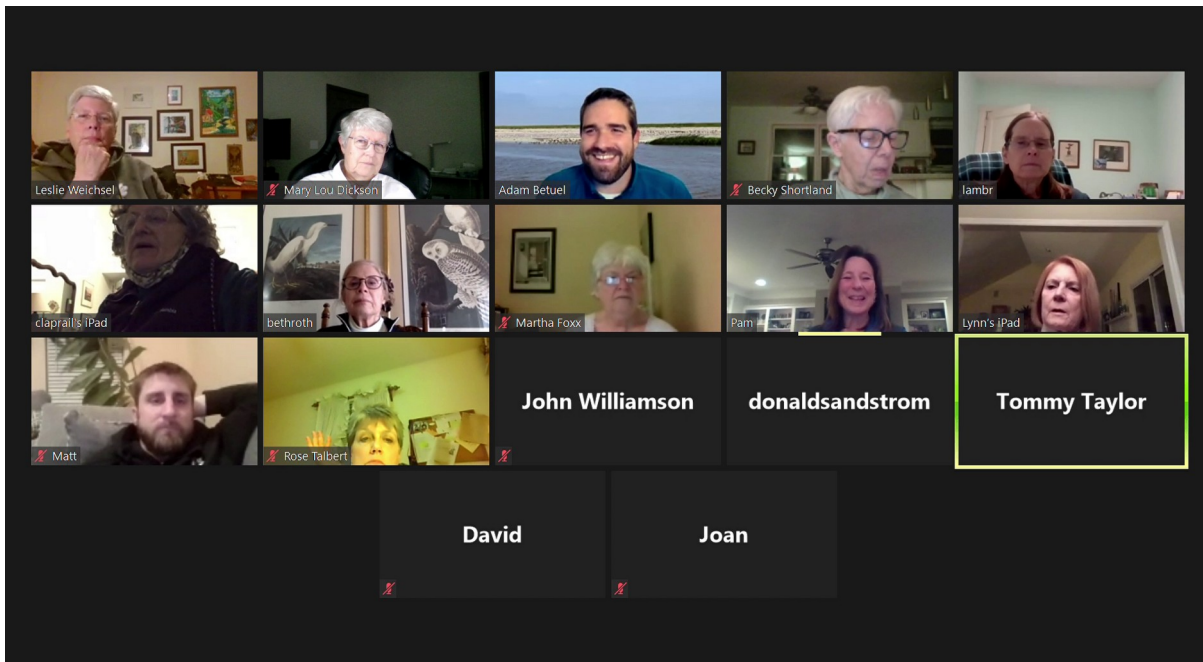 Leslie Weichsel
Mary Lou Dickson
Adam Betuel
Becky Shortland
lambr
claprall's iPad
bethroth
Martha Foxx
Pam
Lynn's iPad
Matt
Rose Talbert
John Williamson
donaldsandstrom
Tommy Taylor
David
Joan